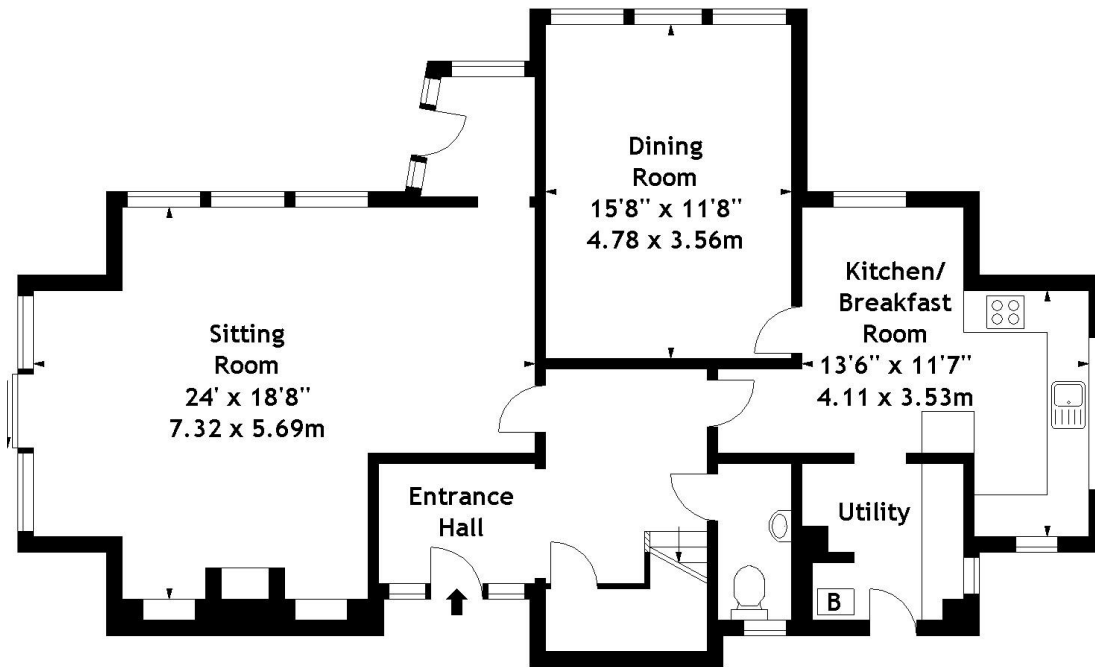 Dining
Room
15'8" x 11'8"
4.78 x 3.56m
Kitchen/
Breakfast
Room
13'6" x 11'7"
4.11 x 3.53m
Sitting
Room
24' x 18'8"
7.32 x 5.69m
Entrance
Hall
Utility
B